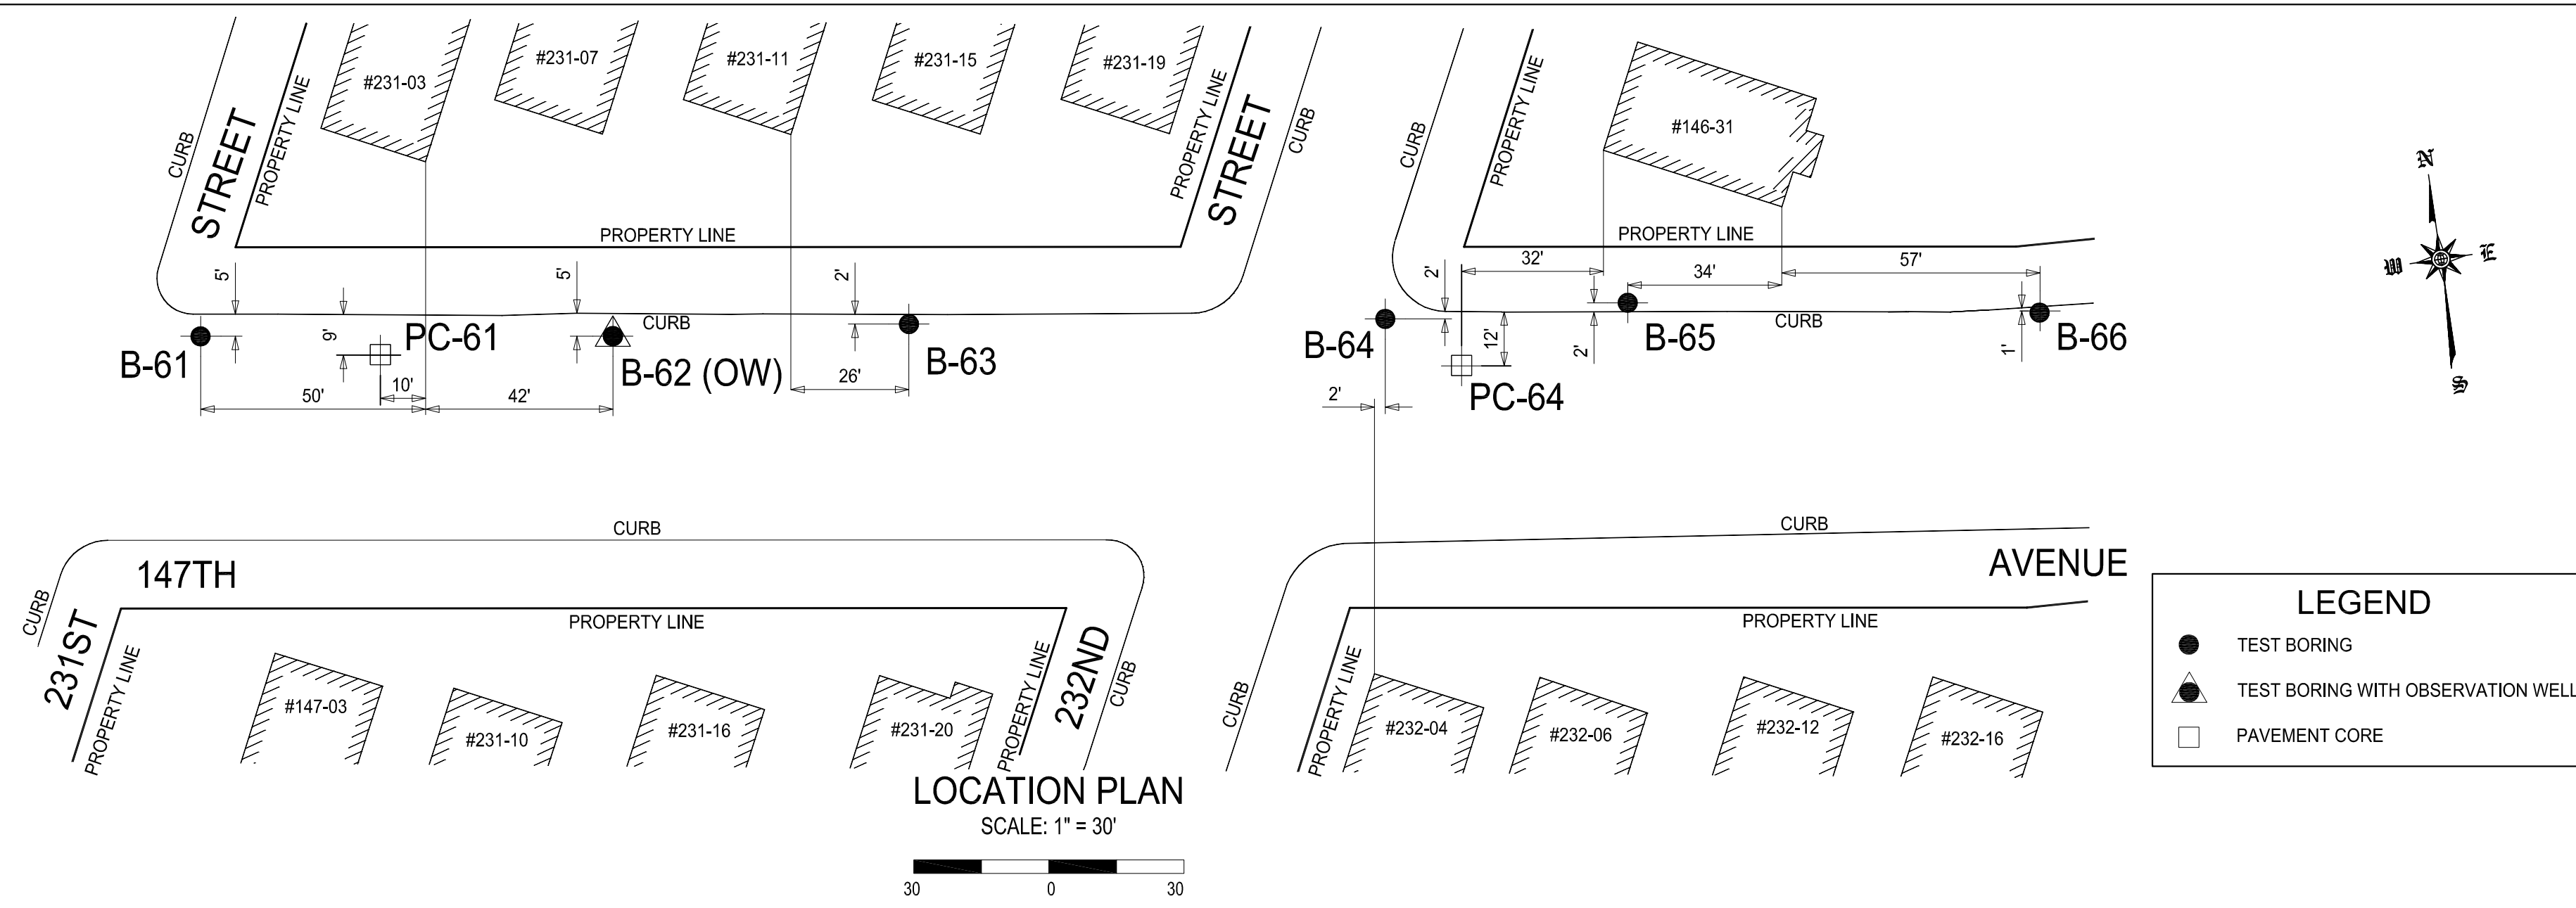 #231-03
#231-07
#231-11
#231-15
#231-19
#146-31
CURB
STREET
PROPERTY LINE
PROPERTY LINE
STREET
CURB
CURB
PROPERTY LINE
PROPERTY LINE
PROPERTY LINE
N
W
E
S
5'
9'
5'
2'
2'
32'
34'
57'
12'
2'
1'
B-61
PC-61
B-62 (OW)
CURB
B-63
B-64
PC-64
B-65
CURB
B-66
50'
10'
42'
26'
2'
CURB
CURB
147TH
AVENUE
CURB
231ST
PROPERTY LINE
PROPERTY LINE
PROPERTY LINE
232ND
CURB
CURB
PROPERTY LINE
PROPERTY LINE
#147-03
#231-10
#231-16
#231-20
#232-04
#232-06
#232-12
#232-16
LEGEND
TEST BORING
TEST BORING WITH OBSERVATION WELL
PAVEMENT CORE
LOCATION PLAN
SCALE: 1" = 30'
30 0 30